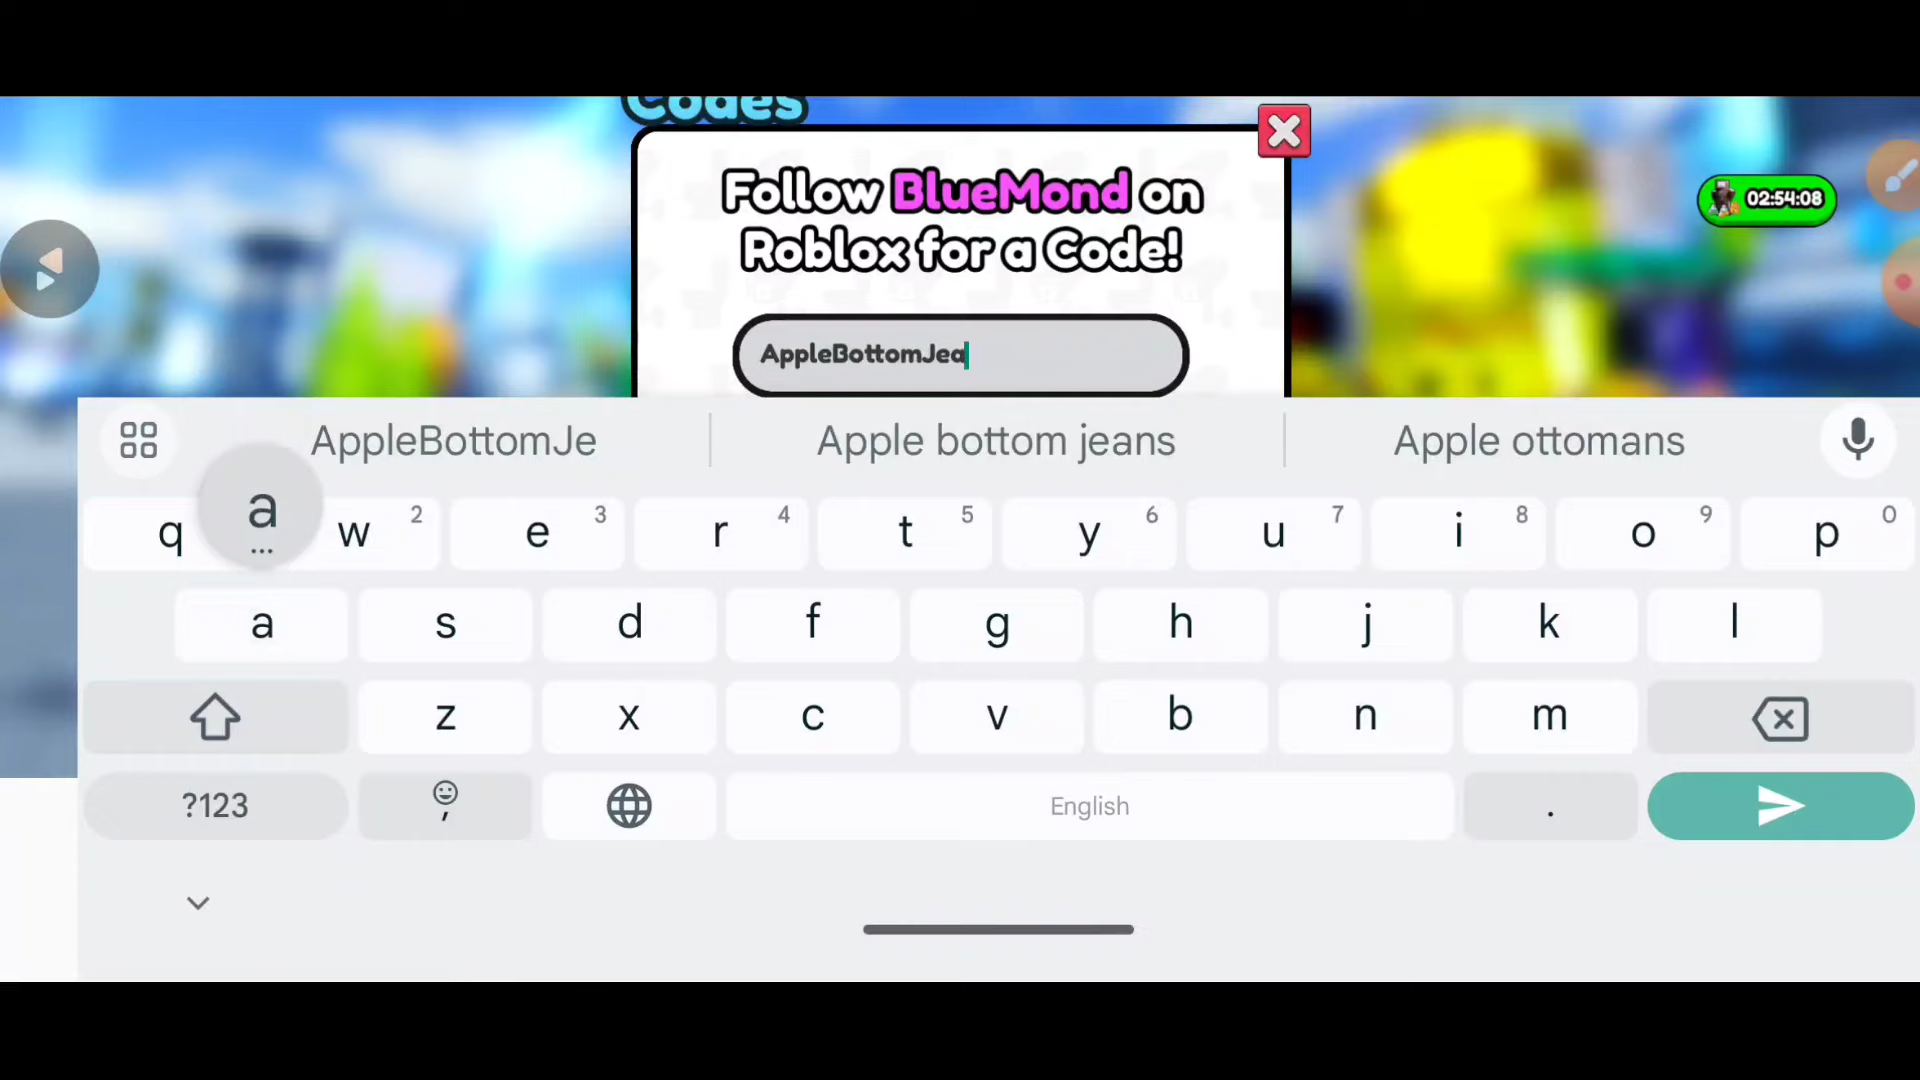 Codes
Follow BlueMond on
Roblox for a Code!
02:54:08
AppleBottomJea
AppleBottomJe Apple bottom jeans Apple ottomans
a
...
q w 2 e 3 r 4 t 5 y 6 u 7 i 8 o 9 p 0
a s d f g h j k l
z x c v b n m
?123 , English .